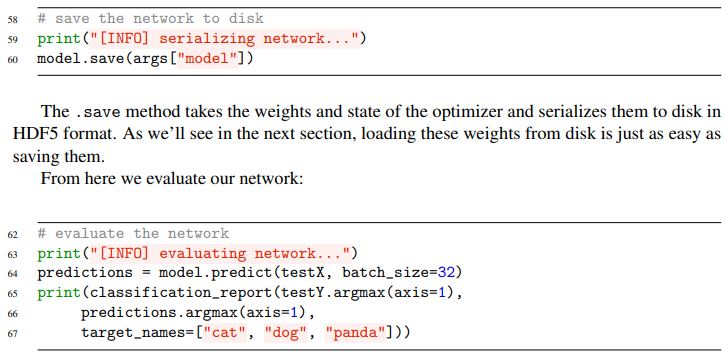 58 # save the network to disk
59 print("[INFO] serializing network...")
60 model.save(args["model"])
The .save method takes the weights and state of the optimizer and serializes them to disk in
HDF5 format. As we'll see in the next section, loading these weights from disk is just as easy as
saving them.
From here we evaluate our network:
62 # evaluate the network
63 print("[INFO] evaluating network...")
64 predictions = model.predict(testX, batch_size=32)
65 print(classification_report(testY.argmax(axis=1),
66 predictions.argmax(axis=1),
67 target_names=["cat", "dog", "panda"]))